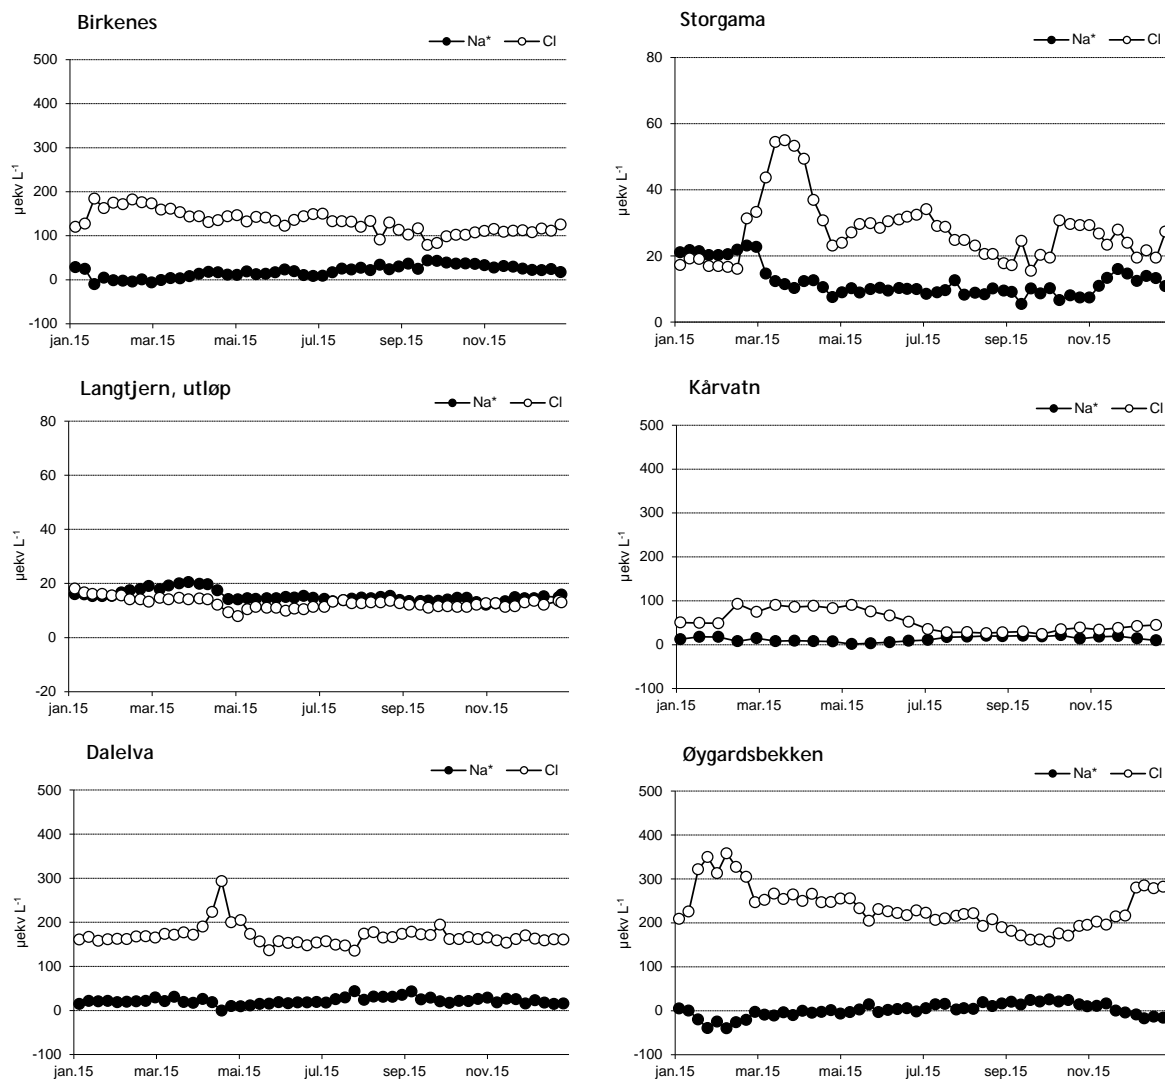 Birkenes
Na* Cl
500
400
300
200
100
0
-100
µekv L-1
jan.15 mar.15 mai.15 jul.15 sep.15 nov.15
Storgama
Na* Cl
80
60
40
20
0
µekv L-1
jan.15 mar.15 mai.15 jul.15 sep.15 nov.15
Langtjern, utløp
Na* Cl
80
60
40
20
0
-20
µekv L-1
jan.15 mar.15 mai.15 jul.15 sep.15 nov.15
Kårvatn
Na* Cl
500
400
300
200
100
0
-100
µekv L-1
jan.15 mar.15 mai.15 jul.15 sep.15 nov.15
Dalelva
Na* Cl
500
400
300
200
100
0
-100
µekv L-1
jan.15 mar.15 mai.15 jul.15 sep.15 nov.15
Øygardsbekken
Na* Cl
500
400
300
200
100
0
-100
µekv L-1
jan.15 mar.15 mai.15 jul.15 sep.15 nov.15